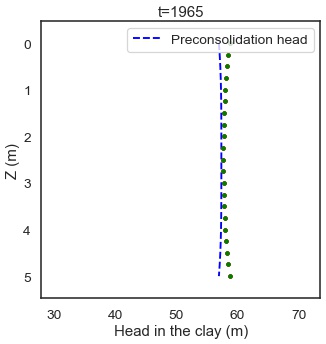 t=1965
Preconsolidation head
0
1
2
3
4
5
Z (m)
30 40 50 60 70
Head in the clay (m)